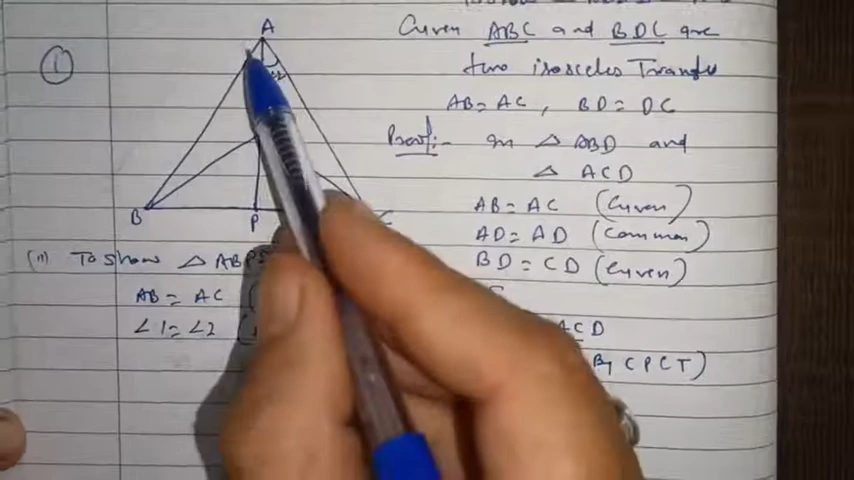 ①
A
B
P
Given ABC and BDC are
two isosceles
AB = AC , BD = DC
Proof:- In △ ABD and
△ ACD
AB = AC (Given)
AD = AD (Common)
BD = CD (Given)
ACD
By CPCT)
(ii) To show △ ABP
AB = AC (
∠1 = ∠2